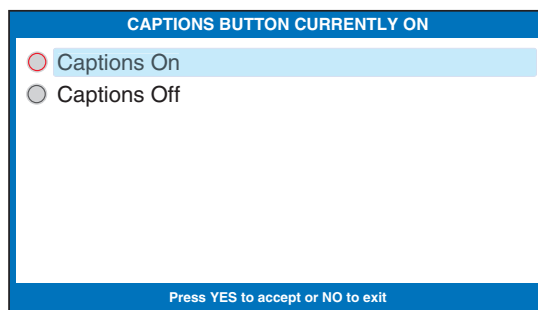 CAPTIONS BUTTON CURRENTLY ON
Captions On
Captions Off
Press YES to accept or NO to exit